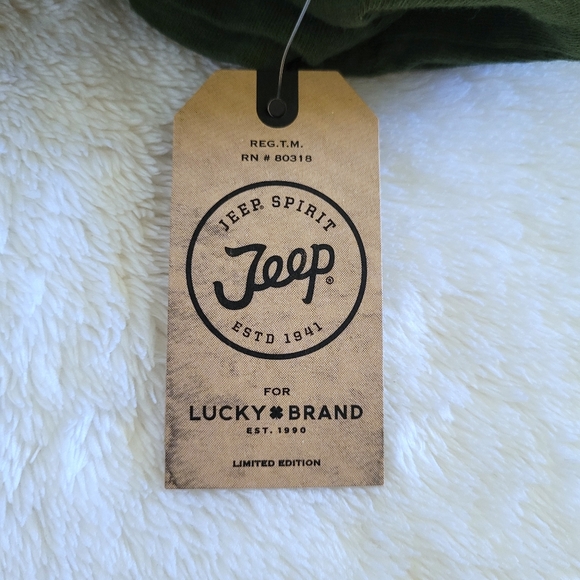 REG.T.M.
RN # 80318
JEEP® SPIRIT
Jeep®
ESTD 1941
FOR
LUCKY BRAND
EST. 1990
LIMITED EDITION